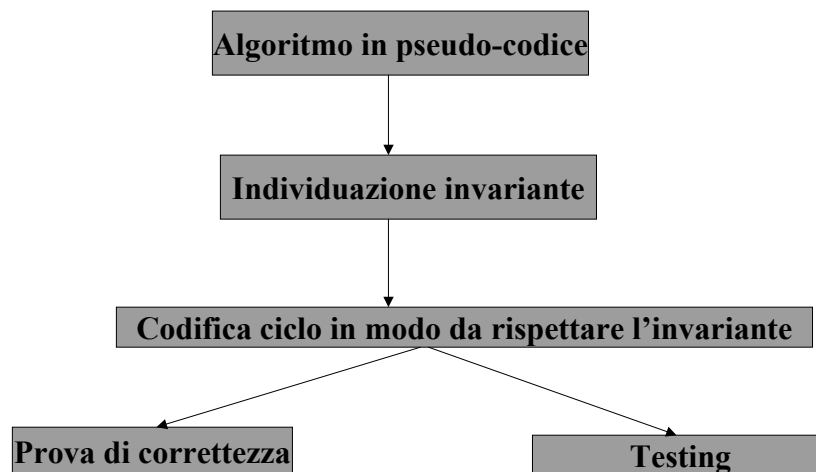 Algoritmo in pseudo-codice
Individuazione invariante
Codifica ciclo in modo da rispettare l’invariante
Prova di correttezza
Testing